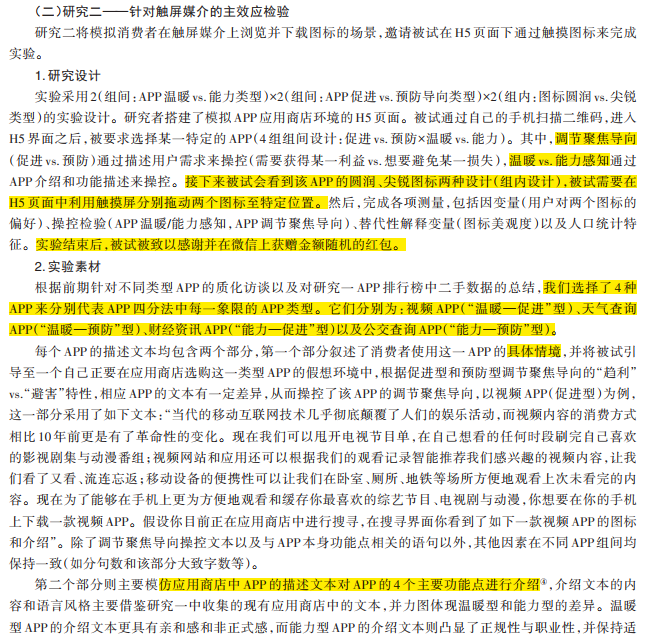 （二）研究二——针对触屏媒介的主效应检验
研究二将模拟消费者在触屏媒介上浏览并下载图标的场景，邀请被试在H5页面下通过触摸图标来完成
实验。
1.研究设计
实验采用2（组间：APP温暖vs.能力类型）×2（组间：APP促进vs.预防导向类型）×2（组内：图标圆润vs.尖锐
类型）的实验设计。研究者搭建了模拟APP应用商店环境的H5页面。被试通过自己的手机扫描二维码，进入
H5界面之后，被要求选择某一特定的APP（4组组间设计：促进vs.预防×温暖vs.能力）。其中，调节聚焦导向
（促进vs.预防）通过描述用户需求来操控（需要获得某一利益vs.想要避免某一损失），温暖vs.能力感知通过
APP介绍和功能描述来操控。接下来被试会看到该APP的圆润、尖锐图标两种设计（组内设计），被试需要在
H5页面中利用触摸屏分别拖动两个图标至特定位置。然后，完成各项测量，包括因变量（用户对两个图标的
偏好）、操控检验（APP温暖/能力感知，APP调节聚焦导向）、替代性解释变量（图标美观度）以及人口统计特
征。实验结束后，被试被致以感谢并在微信上获赠金额随机的红包。
2.实验素材
根据前期针对不同类型APP的质化访谈以及对研究一APP排行榜中二手数据的总结，我们选择了4种
APP来分别代表APP四分法中每一象限的APP类型。它们分别为：视频APP（“温暖—促进”型）、天气查询
APP（“温暖—预防”型）、财经资讯APP（“能力—促进”型）以及公交查询APP（“能力—预防”型）。
每个APP的描述文本均包含两个部分，第一个部分叙述了消费者使用这一APP的具体情境，并将被试引
导至一个自己正要在应用商店选购这一类型APP的假想环境中，根据促进型和预防型调节聚焦导向的“趋利”
vs.“避害”特性，相应APP的文本有一定差异，从而操控了该APP的调节聚焦导向，以视频APP（促进型）为例，
这一部分采用了如下文本：“当代的移动互联网技术几乎彻底颠覆了人们的娱乐活动，而视频内容的消费方式
相比10年前更是有了革命性的变化。现在我们可以甩开电视节目单，在自己想看的任何时段刷完自己喜欢
的影视剧集与动漫番组；视频网站和应用还可以根据我们的观看记录智能推荐我们感兴趣的视频内容，让我
们看了又看、流连忘返；移动设备的便携性可以让我们在卧室、厕所、地铁等场所方便地观看上次未看完的内
容。现在为了能够在手机上更为方便地观看和缓存你最喜欢的综艺节目、电视剧与动漫，你想要在你的手机
上下载一款视频APP。假设你目前正在应用商店中进行搜寻，在搜寻界面你看到了如下一款视频APP的图标
和介绍”。除了调节聚焦操控文本以及与APP本身功能点相关的语句以外，其他因素在不同APP组间均
保持一致（如分句数和该部分大致字数等）。
第二个部分则主要模仿应用商店中APP的描述文本对APP的4个主要功能点进行介绍④，介绍文本的内
容和语言风格主要借鉴研究一中收集的现有应用商店中的文本，并力图体现温暖型和能力型的差异。温暖
型APP的介绍文本更具有亲和感和非正式感，而能力型APP的介绍文本则凸显了正规性与职业性，并保持适